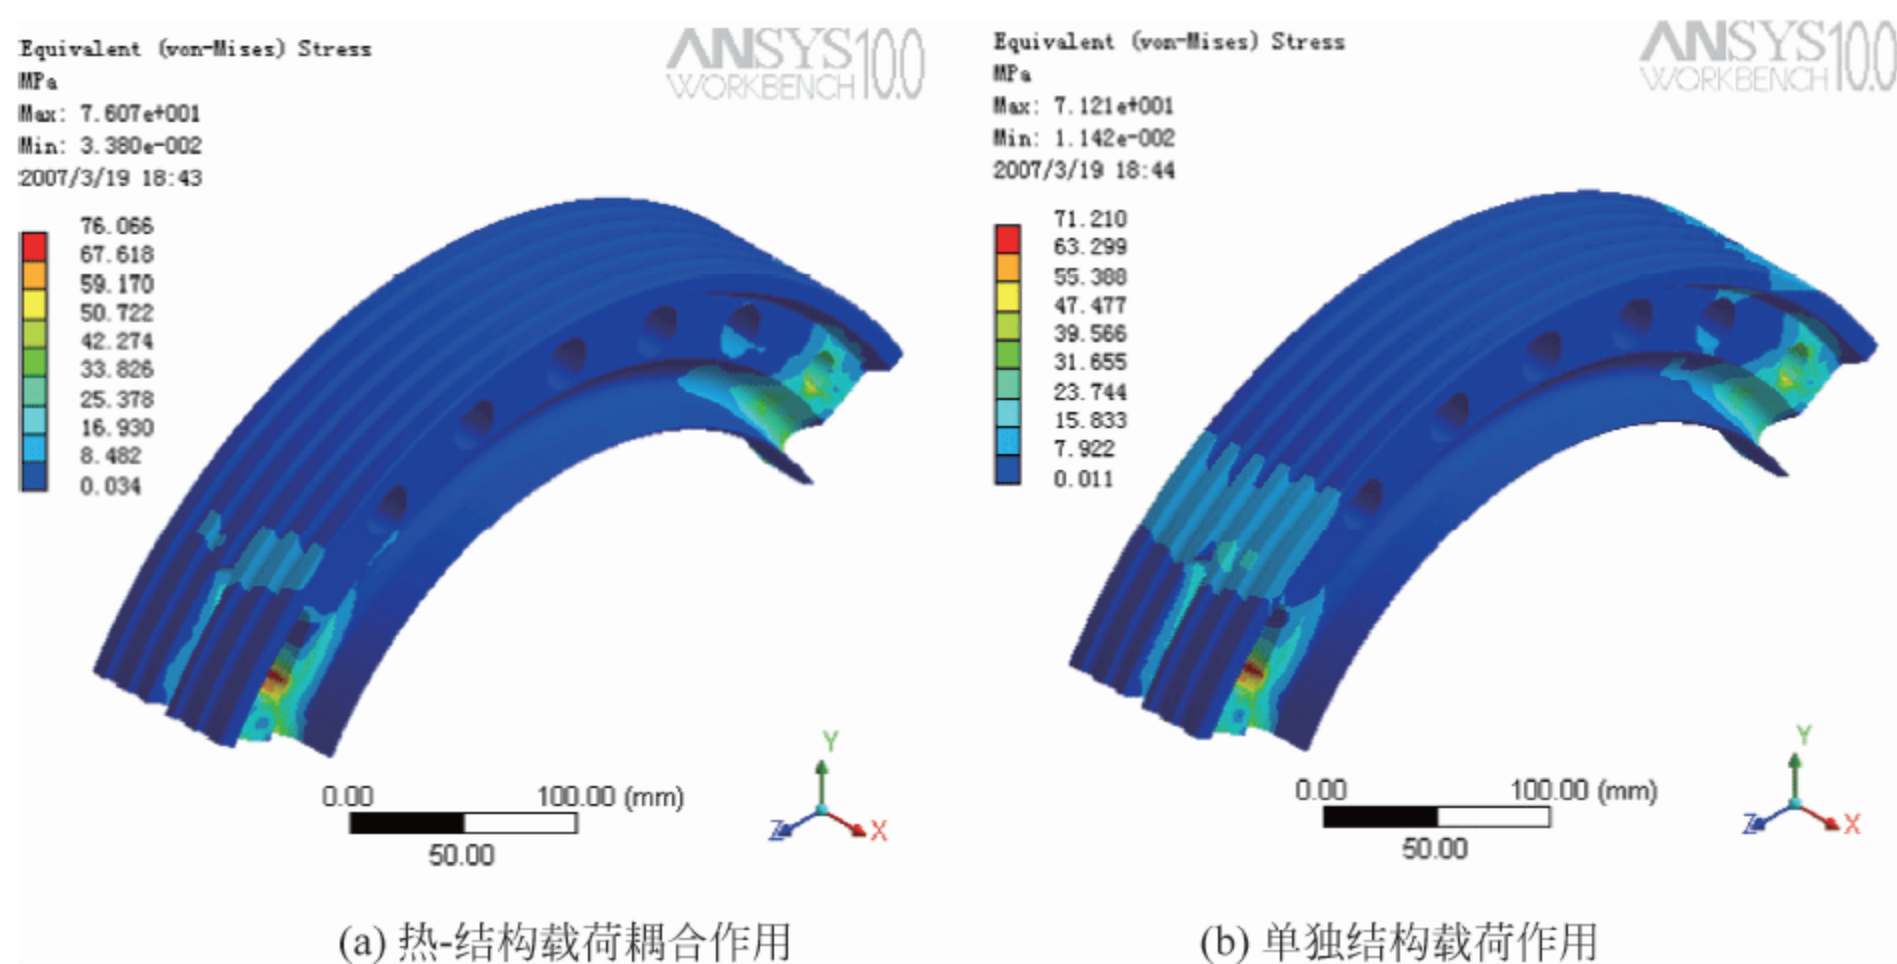 Equivalent (von-Mises) Stress
MPa
Max: 7.607e+001
Min: 3.380e-002
2007/3/19 18:43
ANSYS 10.0
WORKBENCH
76.066
67.618
59.170
50.722
42.274
33.826
25.378
16.930
8.482
0.034
0.00 100.00 (mm)
50.00
Y
Z X
(a) 热-结构载荷耦合作用
Equivalent (von-Mises) Stress
MPa
Max: 7.121e+001
Min: 1.142e-002
2007/3/19 18:44
ANSYS 10.0
WORKBENCH
71.210
63.299
55.388
47.477
39.566
31.655
23.744
15.833
7.922
0.011
0.00 100.00 (mm)
50.00
Y
Z X
(b) 单独结构载荷作用